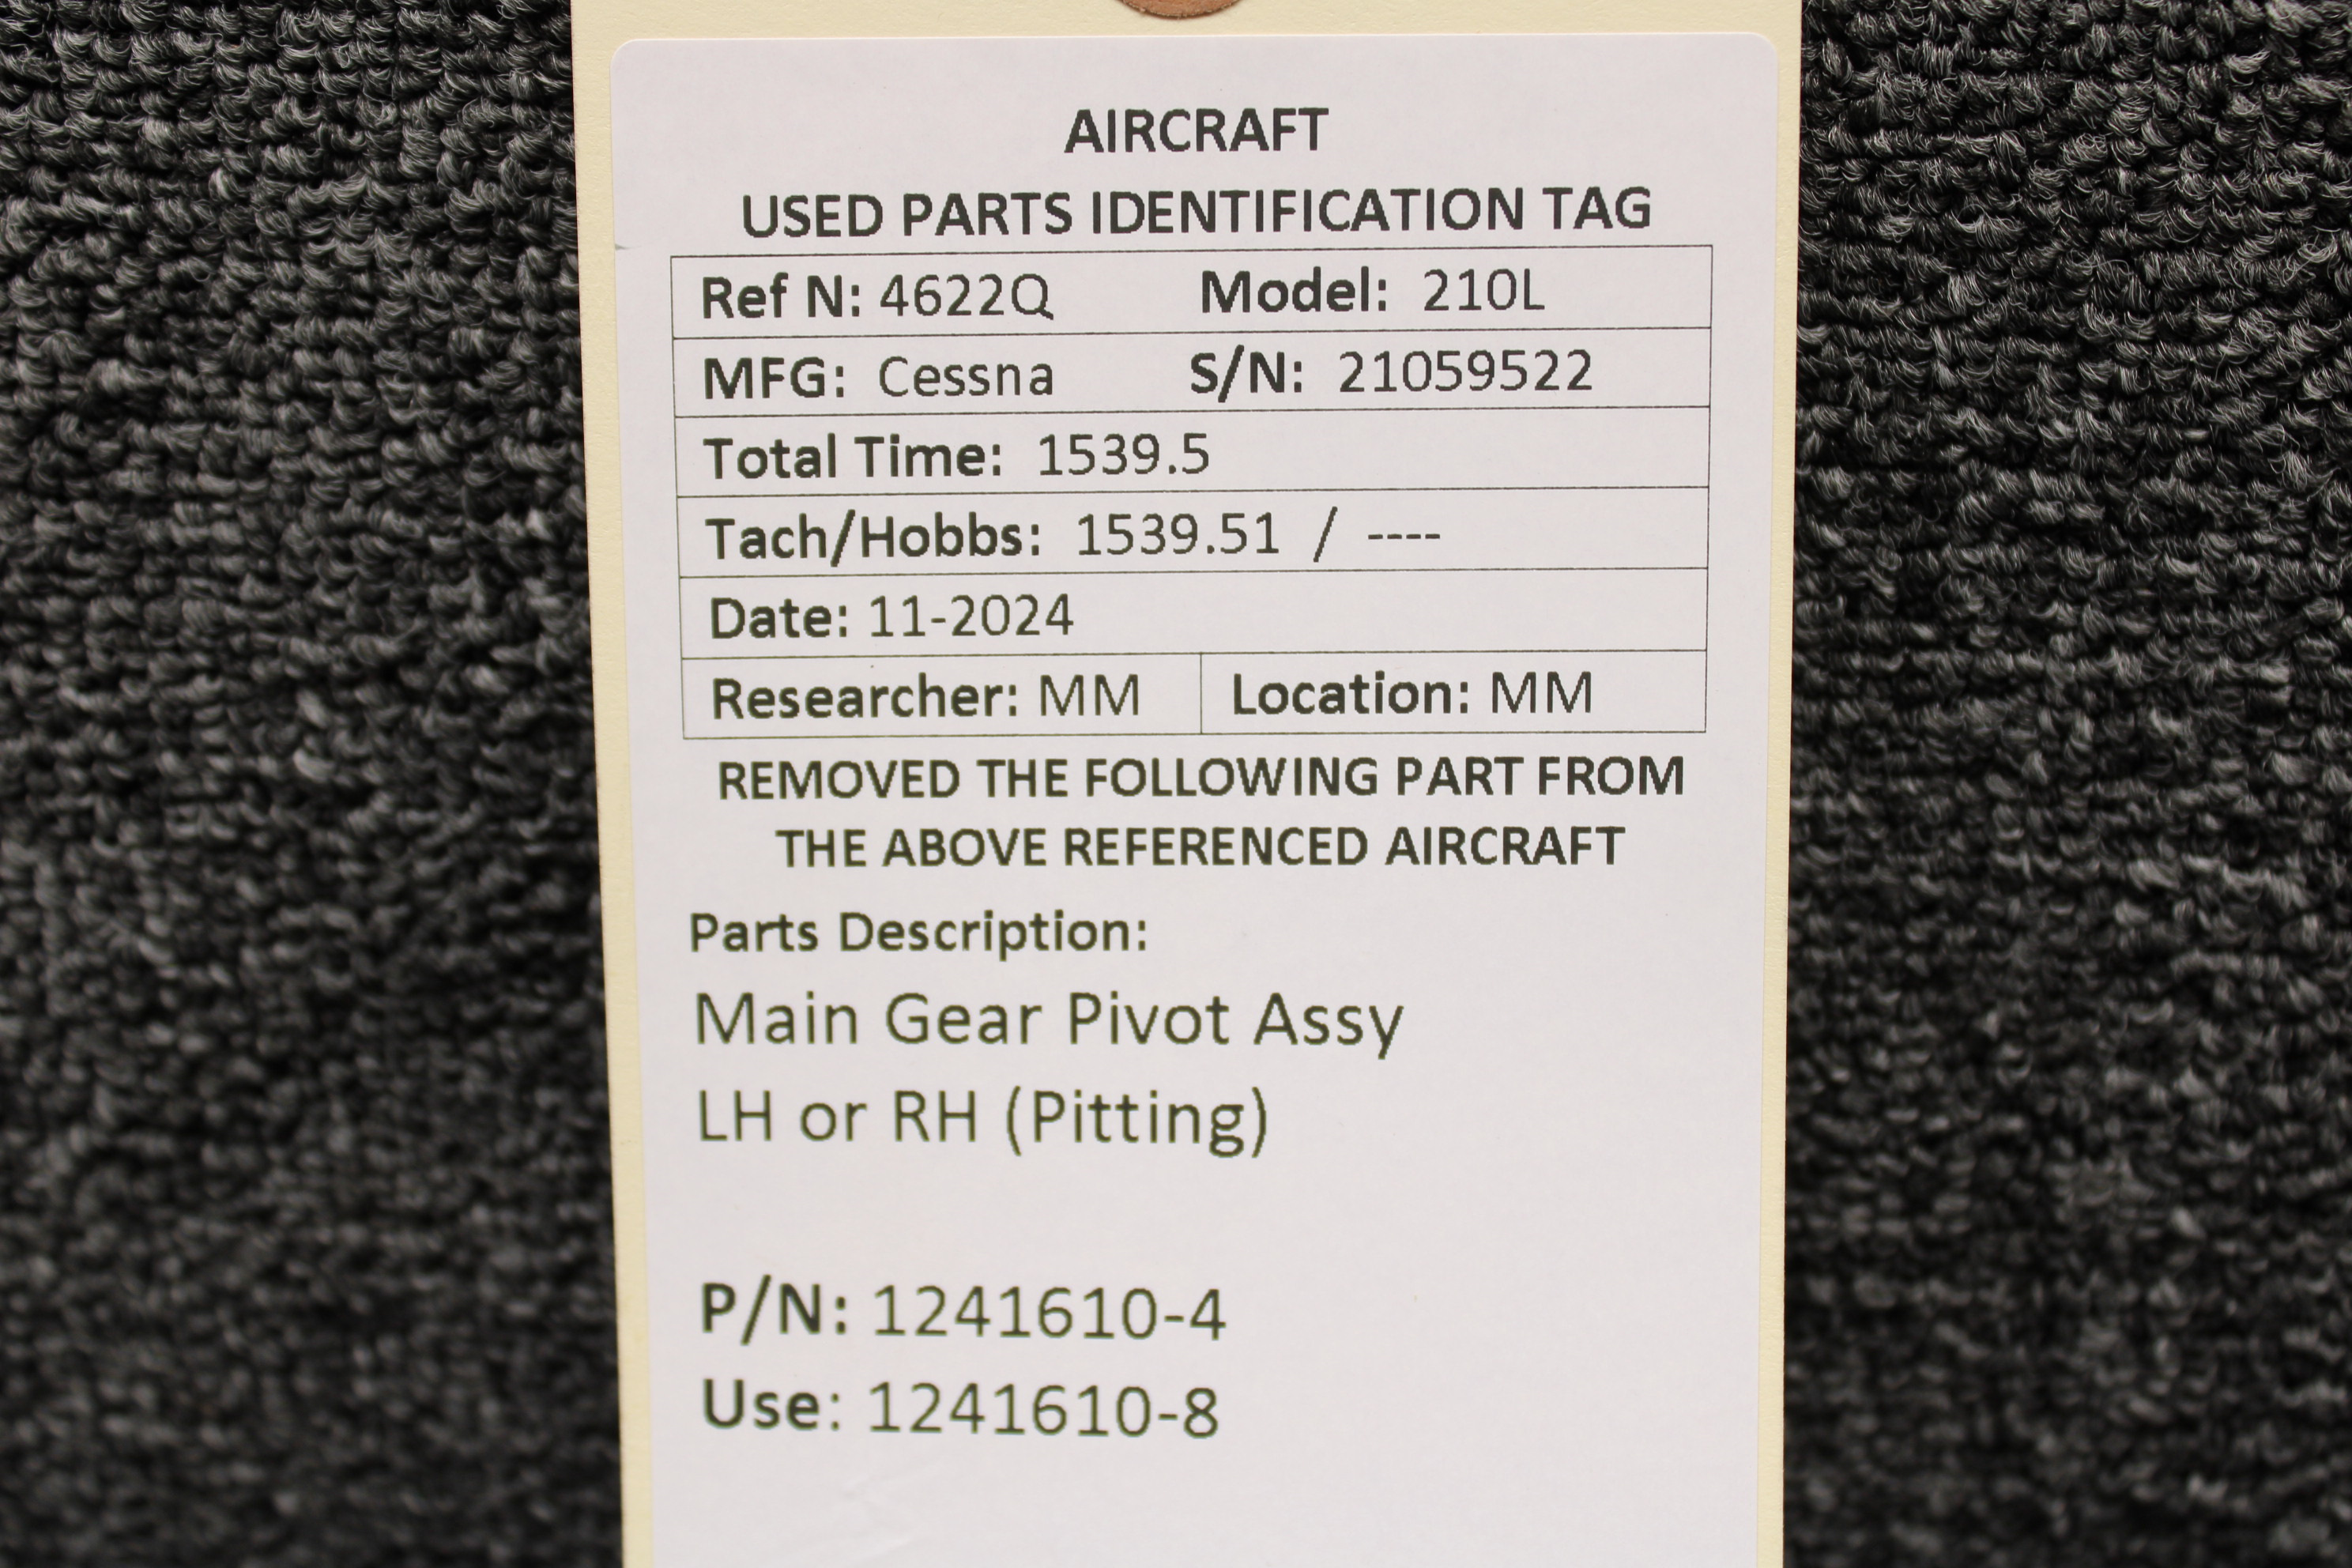 AIRCRAFT
USED PARTS IDENTIFICATION TAG
Ref N: 4622Q Model: 210L
MFG: Cessna S/N: 21059522
Total Time: 1539.5
Tach/Hobbs: 1539.51 / ----
Date: 11-2024
Researcher: MM Location: MM
REMOVED THE FOLLOWING PART FROM
THE ABOVE REFERENCED AIRCRAFT
Parts Description:
Main Gear Pivot Assy
LH or RH (Pitting)
P/N: 1241610-4
Use: 1241610-8